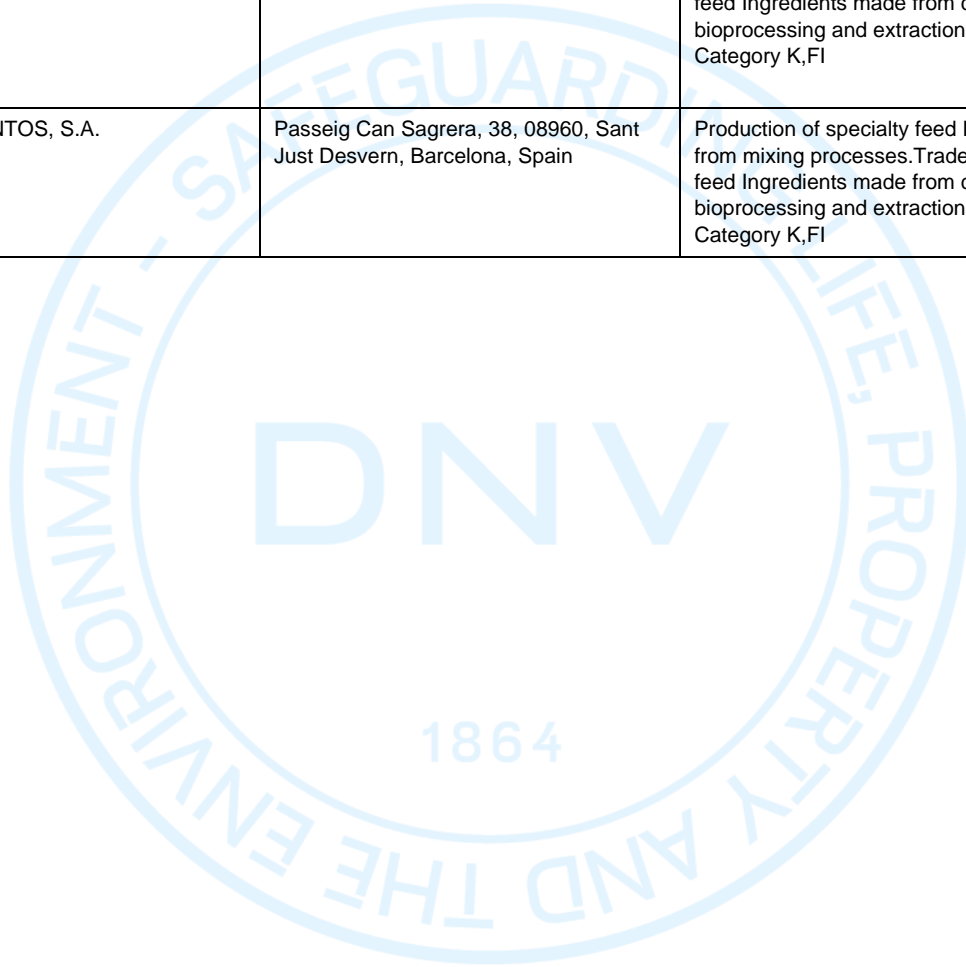 feed Ingredients made from
bioprocessing and extraction
Category K,FI
NTOS, S.A.
Passeig Can Sagrera, 38, 08960, Sant
Just Desvern, Barcelona, Spain
Production of specialty feed
from mixing processes.Trade
feed Ingredients made from
bioprocessing and extraction
Category K,FI
SAFEGUARDING LIFE, PROPERTY AND THE ENVIRONMENT -
DNV
1864